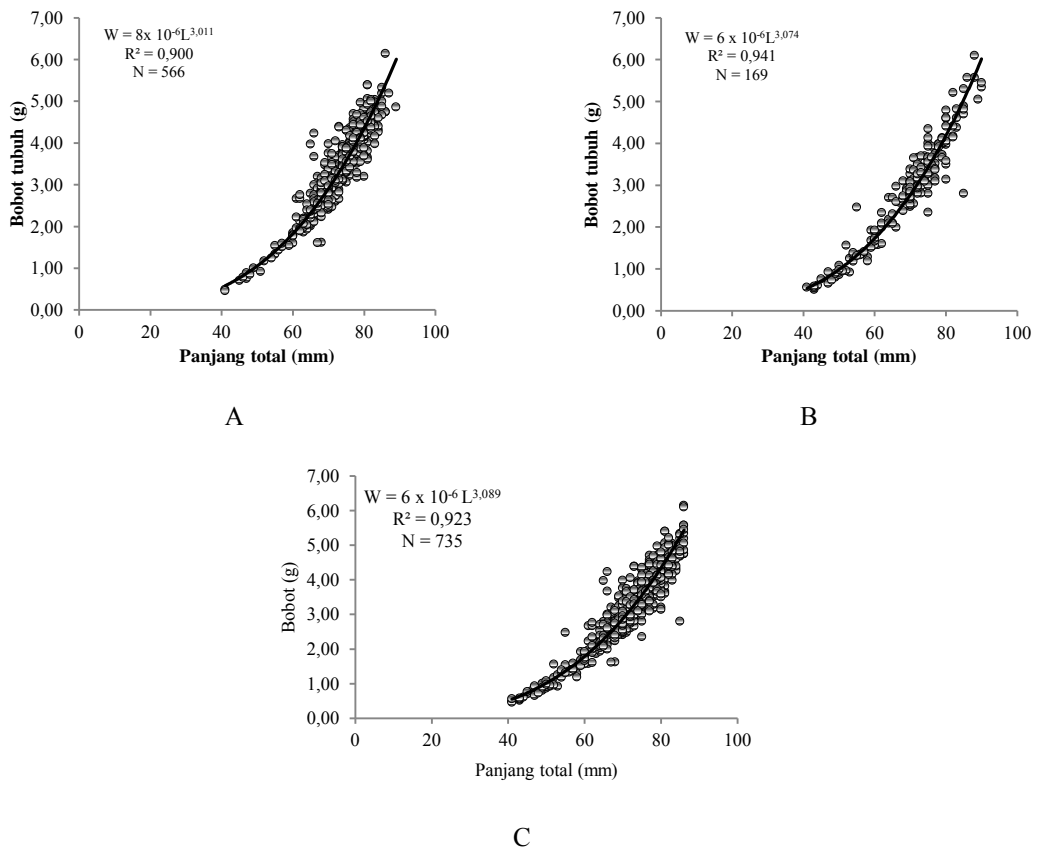 W = 8x 10⁻⁶L³,⁰¹¹
R² = 0,900
N = 566
7,00
6,00
5,00
4,00
3,00
2,00
1,00
0,00
Bobot tubuh (g)
0 20 40 60 80 100
Panjang total (mm)
A
W = 6 x 10⁻⁶L³,⁰⁷⁴
R² = 0,941
N = 169
7,00
6,00
5,00
4,00
3,00
2,00
1,00
0,00
Bobot tubuh (g)
0 20 40 60 80 100
Panjang total (mm)
B
W = 6 x 10⁻⁶ L³,⁰⁸⁹
R² = 0,923
N = 735
7,00
6,00
5,00
4,00
3,00
2,00
1,00
0,00
Bobot (g)
0 20 40 60 80 100
Panjang total (mm)
C